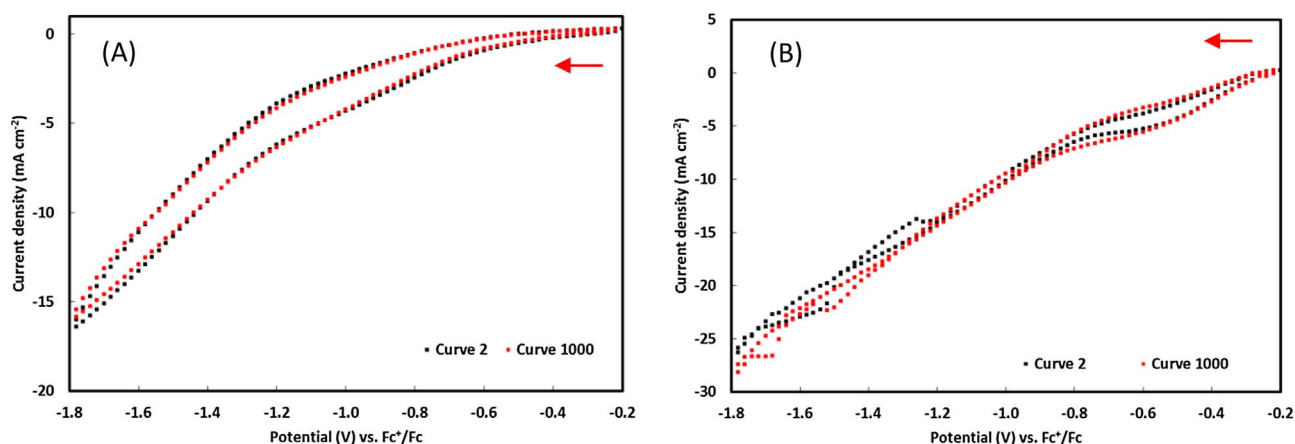 (A)
Current density (mA cm⁻²)
0
-5
-10
-15
-20
-1.8 -1.6 -1.4 -1.2 -1.0 -0.8 -0.6 -0.4 -0.2
Potential (V) vs. Fc⁺/Fc
Curve 2 Curve 1000
(B)
Current density (mA cm⁻²)
5
0
-5
-10
-15
-20
-25
-30
-1.8 -1.6 -1.4 -1.2 -1.0 -0.8 -0.6 -0.4 -0.2
Potential (V) vs. Fc⁺/Fc
Curve 2 Curve 1000